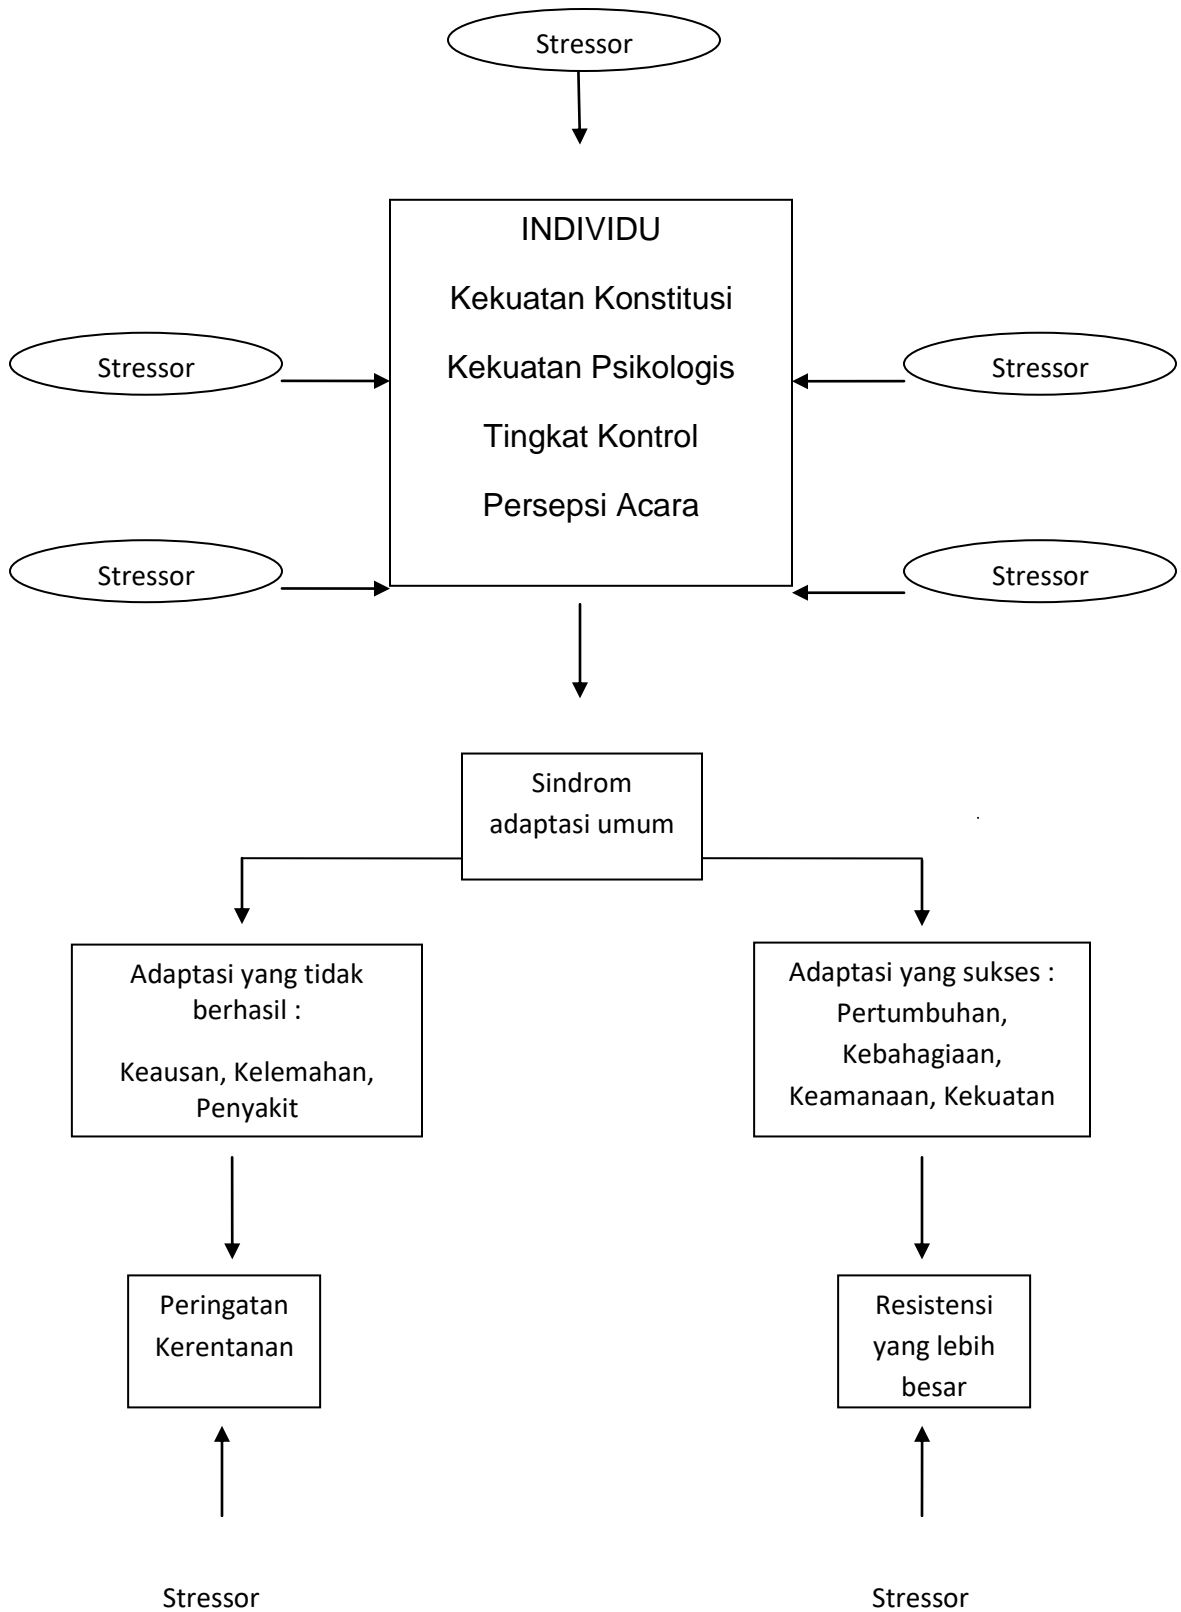 Stressor
INDIVIDU
Kekuatan Konstitusi
Stressor
Kekuatan Psikologis
Stressor
Tingkat Kontrol
Persepsi Acara
Stressor
Stressor
Sindrom
adaptasi umum
Adaptasi yang tidak
berhasil :
Keausan, Kelemahan,
Penyakit
Adaptasi yang sukses :
Pertumbuhan,
Kebahagiaan,
Keamanaan, Kekuatan
Peringatan
Kerentanan
Resistensi
yang lebih
besar
Stressor
Stressor